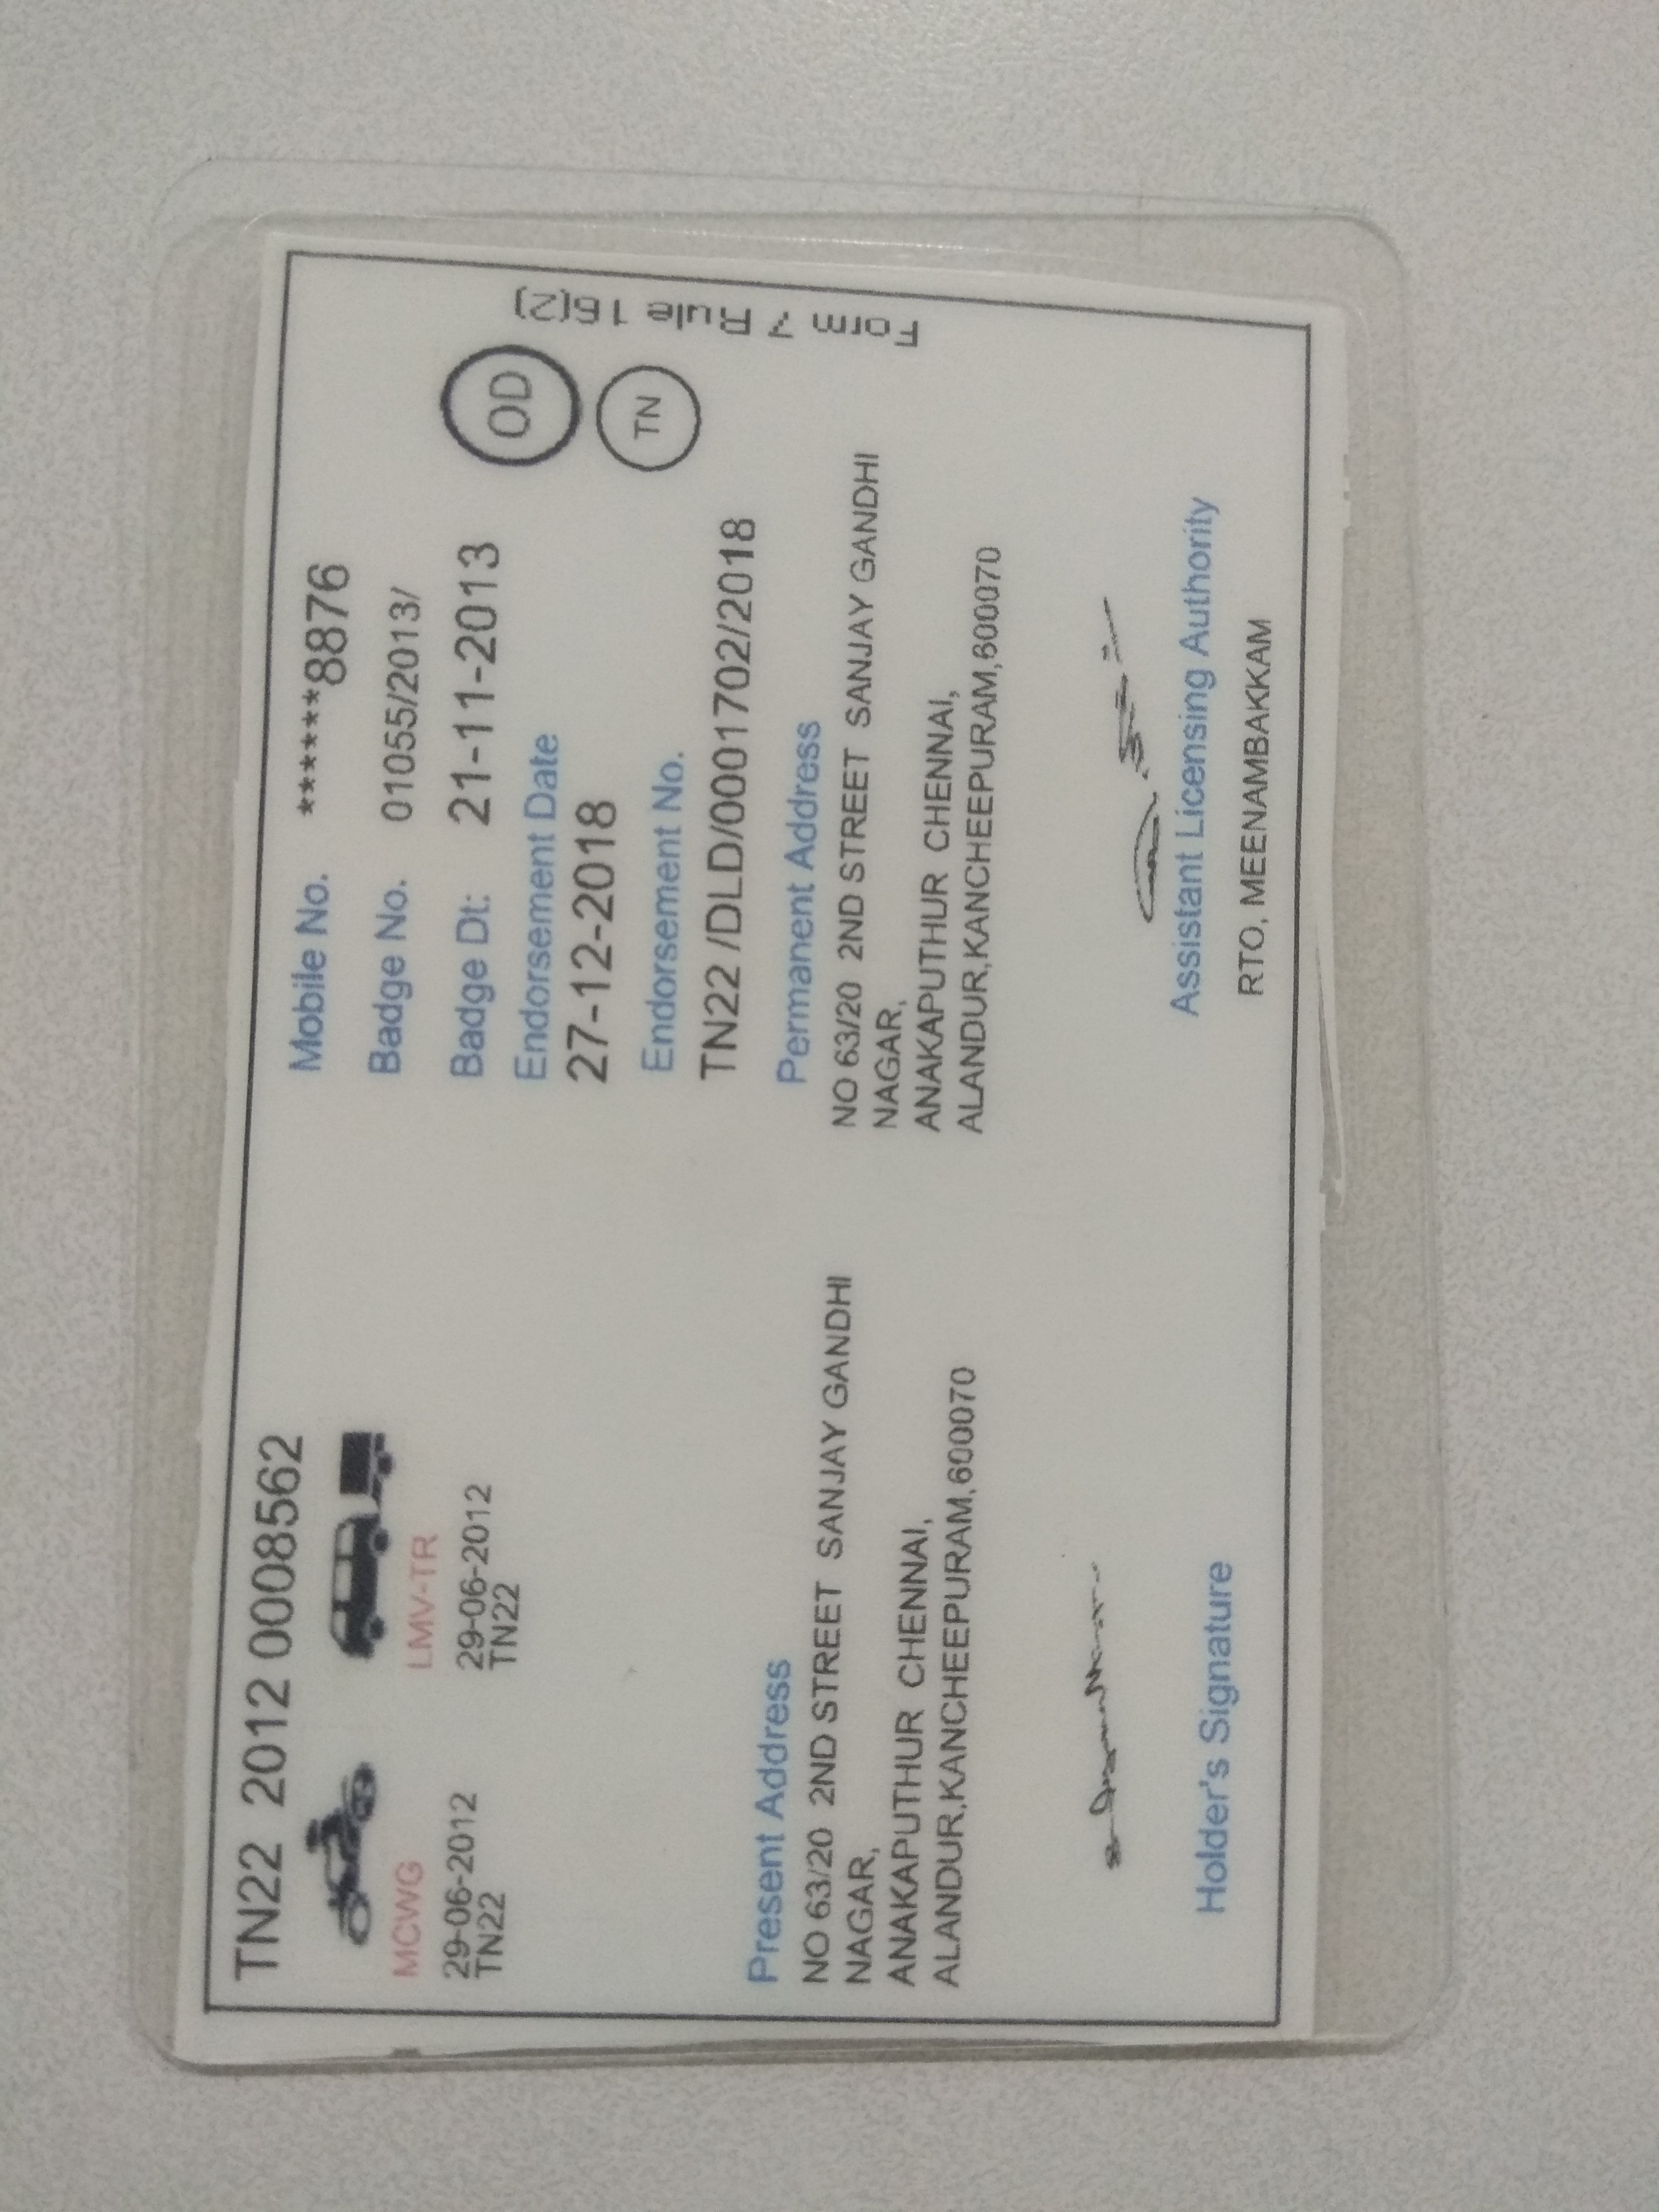 TN22 2012 0008562
MCWG
29-06-2012
TN22
LMV-TR
29-06-2012
TN22
Mobile No. ******8876
Badge No. 01055/2013/
Badge Dt: 21-11-2013
Endorsement Date
27-12-2018
Endorsement No.
TN22 /DLD/0001702/2018
OD
TN
Form 7 Rule 16(2)
Present Address
NO 63/20 2ND STREET SANJAY GANDHI
NAGAR,
ANAKAPUTHUR CHENNAI,
ALANDUR,KANCHEEPURAM,600070
Permanent Address
NO 63/20 2ND STREET SANJAY GANDHI
NAGAR,
ANAKAPUTHUR CHENNAI,
ALANDUR,KANCHEEPURAM,600070
Holder's Signature
Assistant Licensing Authority
RTO, MEENAMBAKKAM